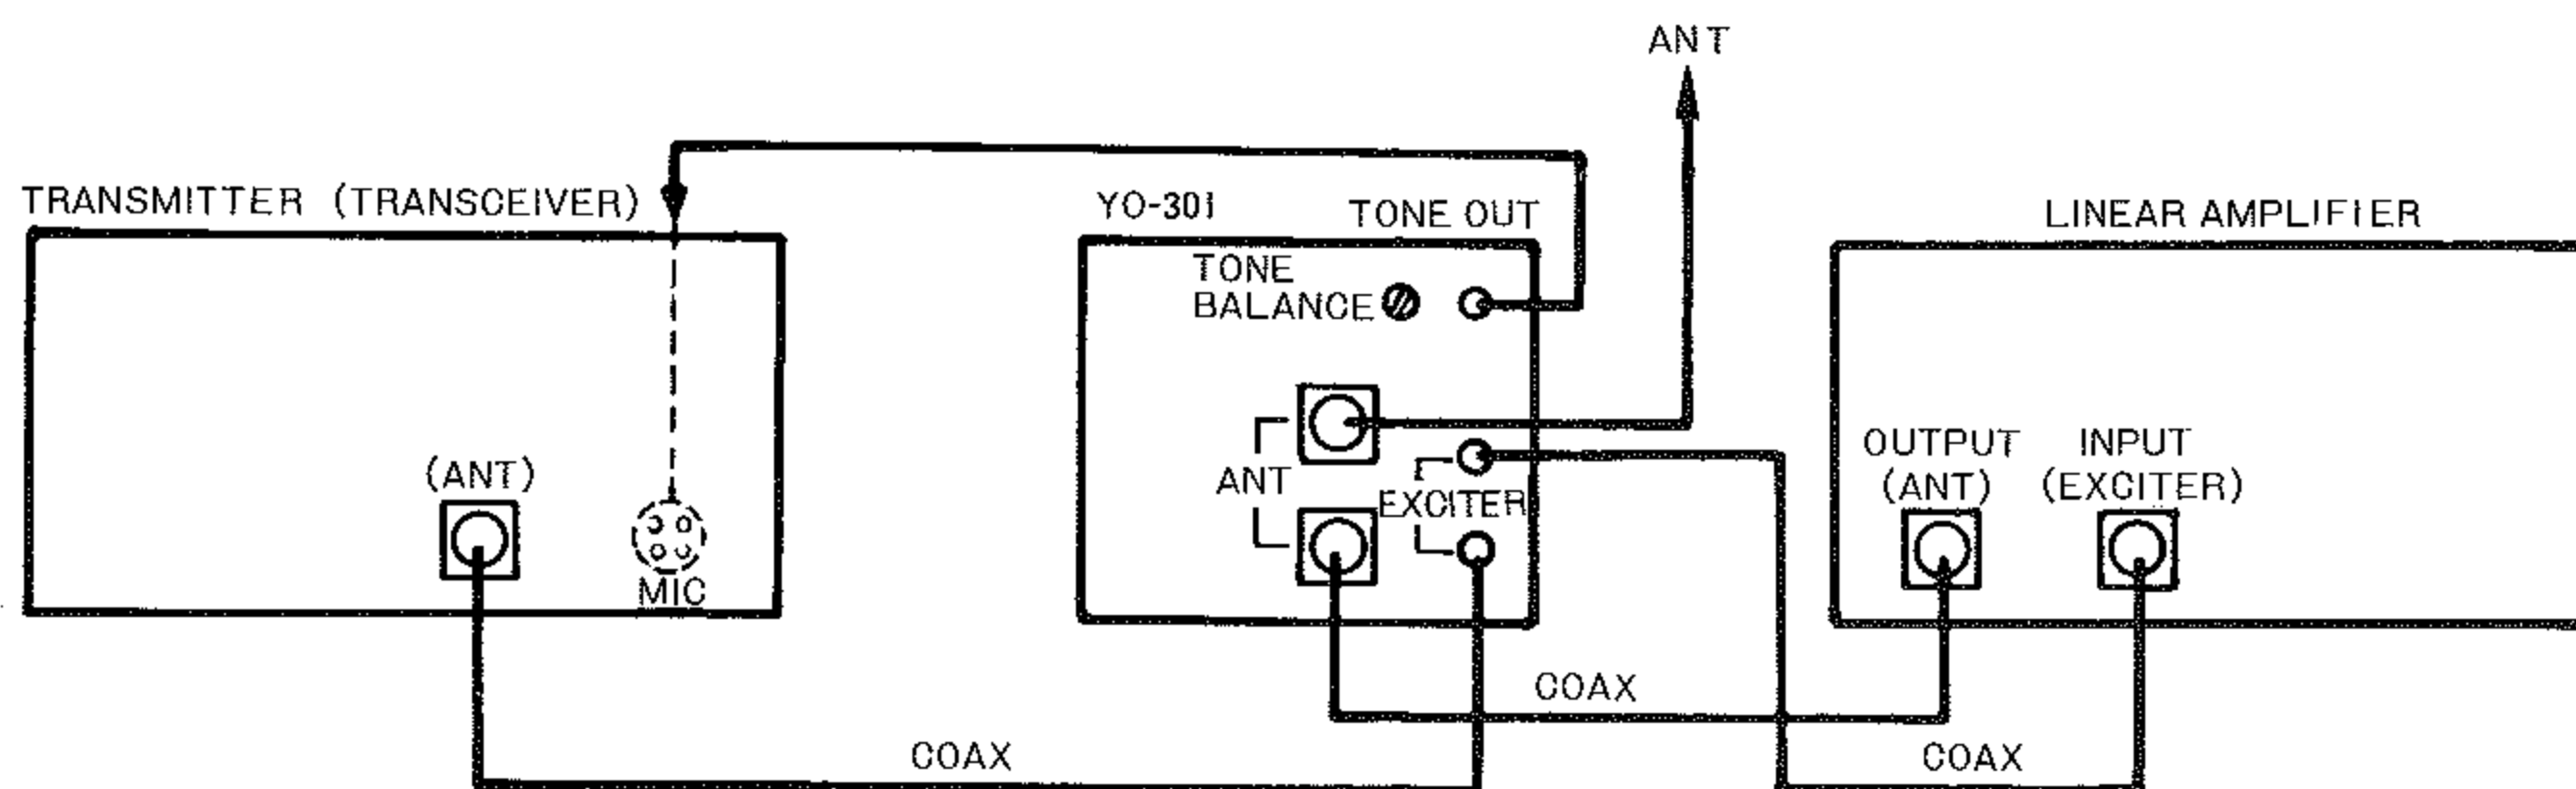 ANT
TRANSMITTER (TRANSCEIVER)
YO-301
TONE OUT
LINEAR AMPLIFIER
TONE
BALANCE
(ANT)
MIC
ANT
EXCITER
OUTPUT
(ANT)
INPUT
(EXCITER)
COAX
COAX
COAX